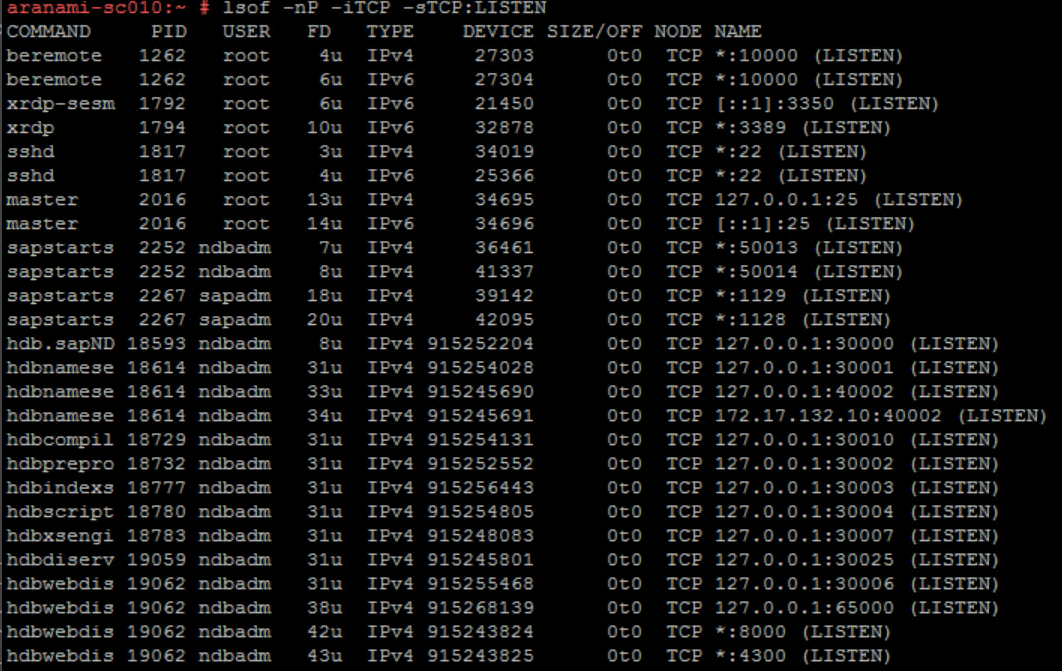 aranami-sc010:~ # lsof -nP -iTCP -sTCP:LISTEN
COMMAND     PID   USER   FD   TYPE    DEVICE SIZE/OFF NODE NAME
beremote   1262   root    4u  IPv4     27303      0t0  TCP *:10000 (LISTEN)
beremote   1262   root    6u  IPv6     27304      0t0  TCP *:10000 (LISTEN)
xrdp-sesm  1792   root    6u  IPv6     21450      0t0  TCP [::1]:3350 (LISTEN)
xrdp       1794   root   10u  IPv6     32878      0t0  TCP *:3389 (LISTEN)
sshd       1817   root    3u  IPv4     34019      0t0  TCP *:22 (LISTEN)
sshd       1817   root    4u  IPv6     25366      0t0  TCP *:22 (LISTEN)
master     2016   root   13u  IPv4     34695      0t0  TCP 127.0.0.1:25 (LISTEN)
master     2016   root   14u  IPv6     34696      0t0  TCP [::1]:25 (LISTEN)
sapstarts  2252 ndbadm    7u  IPv4     36461      0t0  TCP *:50013 (LISTEN)
sapstarts  2252 ndbadm    8u  IPv4     41337      0t0  TCP *:50014 (LISTEN)
sapstarts  2267 sapadm   18u  IPv4     39142      0t0  TCP *:1129 (LISTEN)
sapstarts  2267 sapadm   20u  IPv4     42095      0t0  TCP *:1128 (LISTEN)
hdb.sapND 18593 ndbadm    8u  IPv4 915252204      0t0  TCP 127.0.0.1:30000 (LISTEN)
hdbnamese 18614 ndbadm   31u  IPv4 915254028      0t0  TCP 127.0.0.1:30001 (LISTEN)
hdbnamese 18614 ndbadm   33u  IPv4 915245690      0t0  TCP 127.0.0.1:40002 (LISTEN)
hdbnamese 18614 ndbadm   34u  IPv4 915245691      0t0  TCP 172.17.132.10:40002 (LISTEN)
hdbcompil 18729 ndbadm   31u  IPv4 915254131      0t0  TCP 127.0.0.1:30010 (LISTEN)
hdbprepro 18732 ndbadm   31u  IPv4 915252552      0t0  TCP 127.0.0.1:30002 (LISTEN)
hdbindexs 18777 ndbadm   31u  IPv4 915256443      0t0  TCP 127.0.0.1:30003 (LISTEN)
hdbscript 18780 ndbadm   31u  IPv4 915254805      0t0  TCP 127.0.0.1:30004 (LISTEN)
hdbxsengi 18783 ndbadm   31u  IPv4 915248083      0t0  TCP 127.0.0.1:30007 (LISTEN)
hdbdiserv 19059 ndbadm   31u  IPv4 915245801      0t0  TCP 127.0.0.1:30025 (LISTEN)
hdbwebdis 19062 ndbadm   31u  IPv4 915255468      0t0  TCP 127.0.0.1:30006 (LISTEN)
hdbwebdis 19062 ndbadm   38u  IPv4 915268139      0t0  TCP 127.0.0.1:65000 (LISTEN)
hdbwebdis 19062 ndbadm   42u  IPv4 915243824      0t0  TCP *:8000 (LISTEN)
hdbwebdis 19062 ndbadm   43u  IPv4 915243825      0t0  TCP *:4300 (LISTEN)